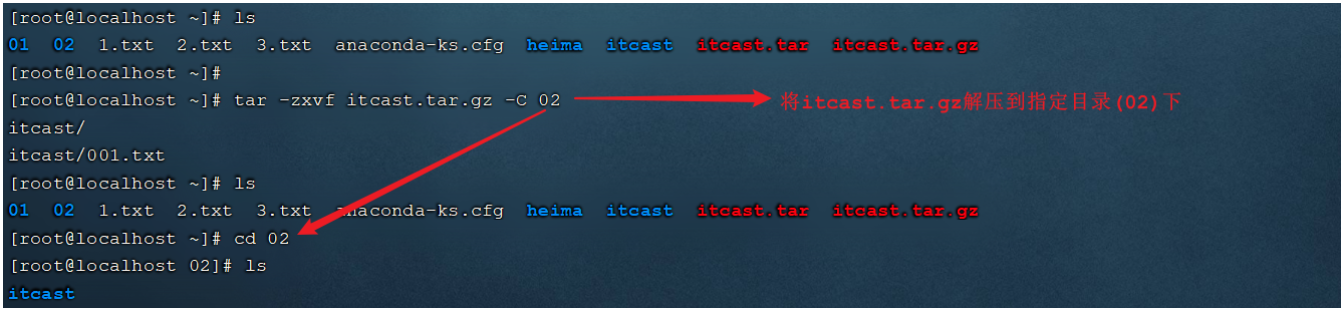 [root@localhost ~]# ls
01 02 1.txt 2.txt 3.txt anaconda-ks.cfg heima itcast itcast.tar itcast.tar.gz
[root@localhost ~]#
[root@localhost ~]# tar -zxvf itcast.tar.gz -C 02 将itcast.tar.gz解压到指定目录(02)下
itcast/
itcast/001.txt
[root@localhost ~]# ls
01 02 1.txt 2.txt 3.txt anaconda-ks.cfg heima itcast itcast.tar itcast.tar.gz
[root@localhost ~]# cd 02
[root@localhost 02]# ls
itcast